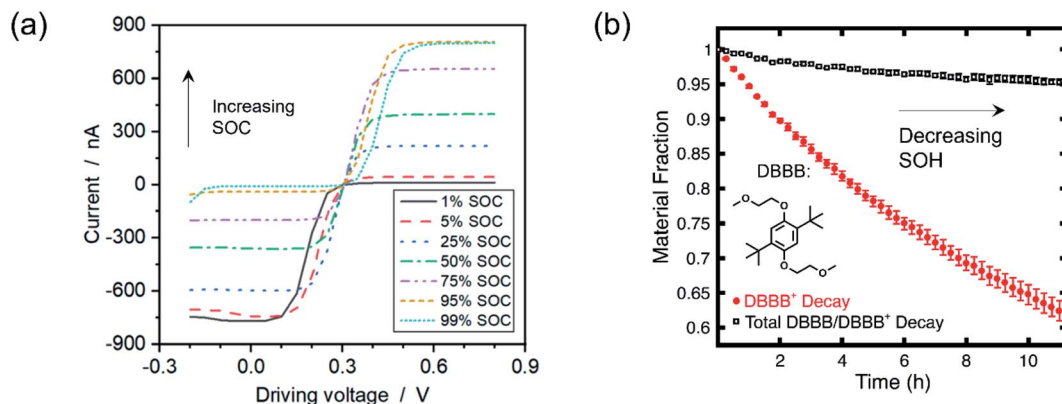 (a)
900
600
300
0
-300
-600
-900
Current / nA
Increasing
SOC
1% SOC
5% SOC
25% SOC
50% SOC
75% SOC
95% SOC
99% SOC
-0.3 0.0 0.3 0.6 0.9
Driving voltage / V
(b)
1
0.95
0.9
0.85
0.8
0.75
0.7
0.65
0.6
Material Fraction
Decreasing
SOH
DBBB:
O
O
O
O
DBBB⁺ Decay
Total DBBB/DBBB⁺ Decay
0 2 4 6 8 10
Time (h)